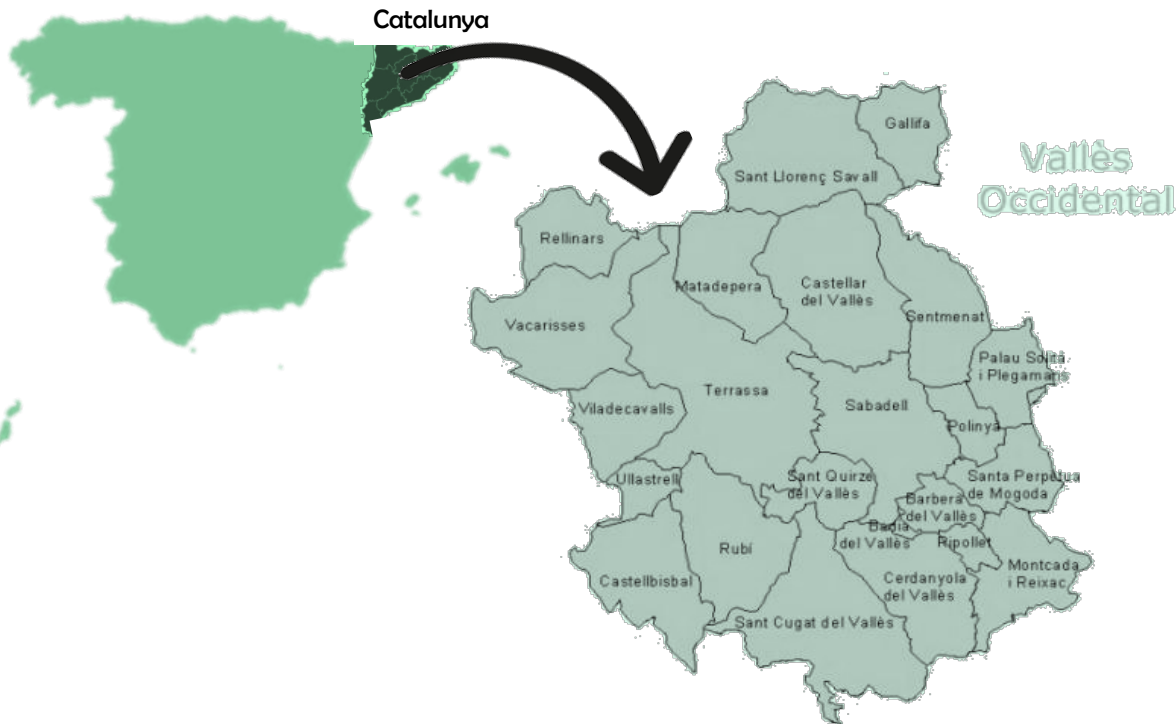 Catalunya
Vallès
Occidental
Gallifa
Sant Llorenç Savall
Rellinars
Matadepera
Castellar
del Vallès
Sentmenat
Vacarisses
Palau Solità
i Plegamans
Terrassa
Sabadell
Viladecavalls
Polinya
Ullastrell
Sant Quirze
del Vallès
Santa Perpètua
de Mogoda
Barberà
del Vallès
Badia
del Vallès
Ripollet
Rubí
Montcada
i Reixac
Castellbisbal
Cerdanyola
del Vallès
Sant Cugat del Vallès